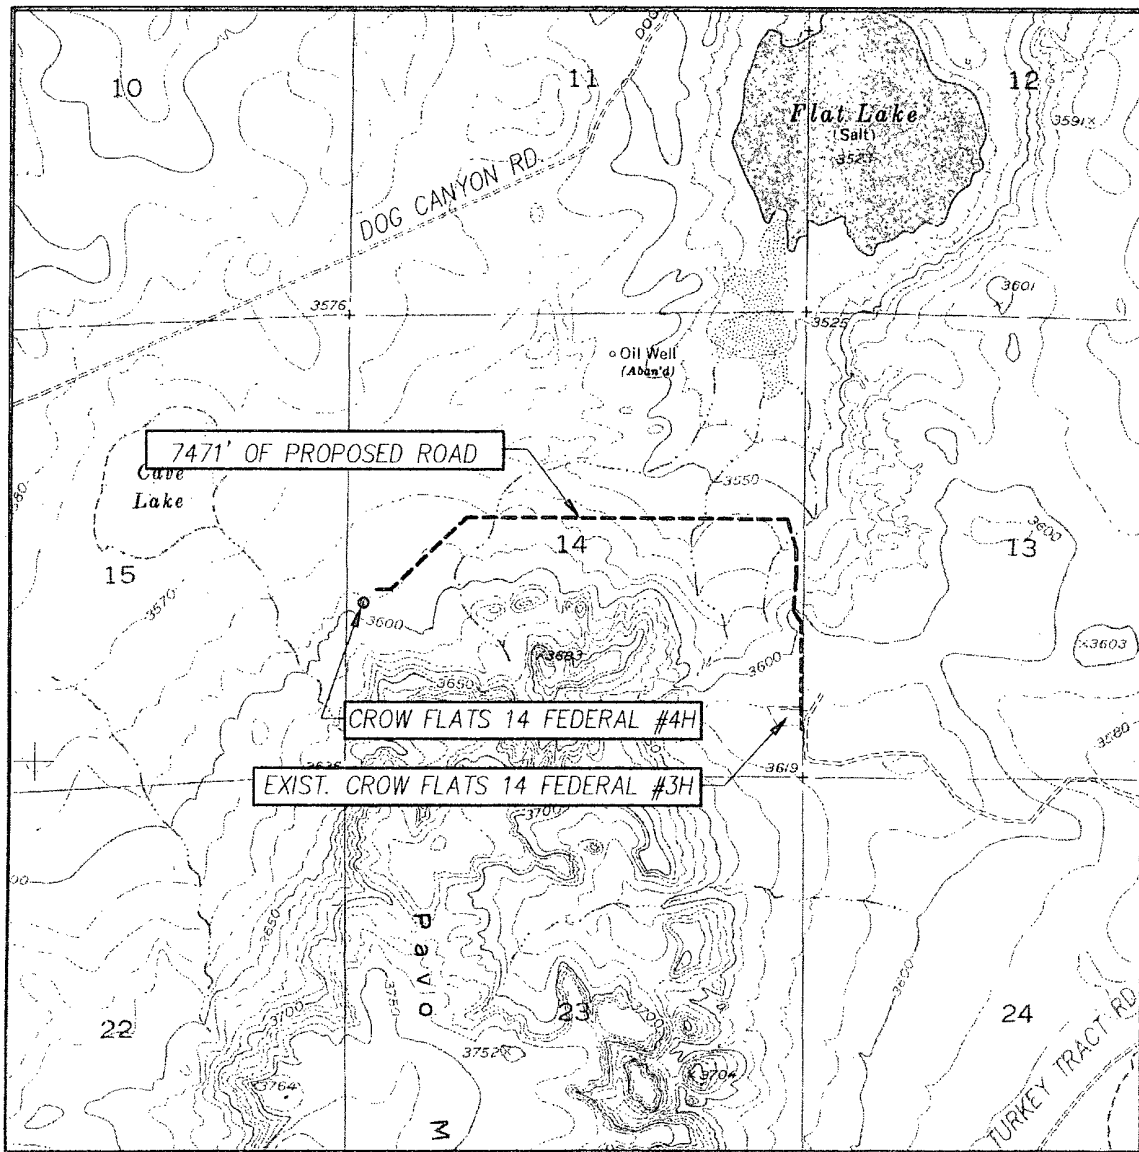 10
11
12
DOG
Flat Lake
(Salt)
3591
DOG CANYON RD.
3601
3576
3525
Oil Well
(Aban'd)
7471' OF PROPOSED ROAD
Cave
Lake
3550
3600
14
13
15
3570
3600
3603
3683
3600
3650
CROW FLATS 14 FEDERAL #4H
3580
3619
EXIST. CROW FLATS 14 FEDERAL #3H
Pavo
3650
3600
3750
3700
3700
22
23
24
3752
3764
3704
TURKEY TRACT RD.
M